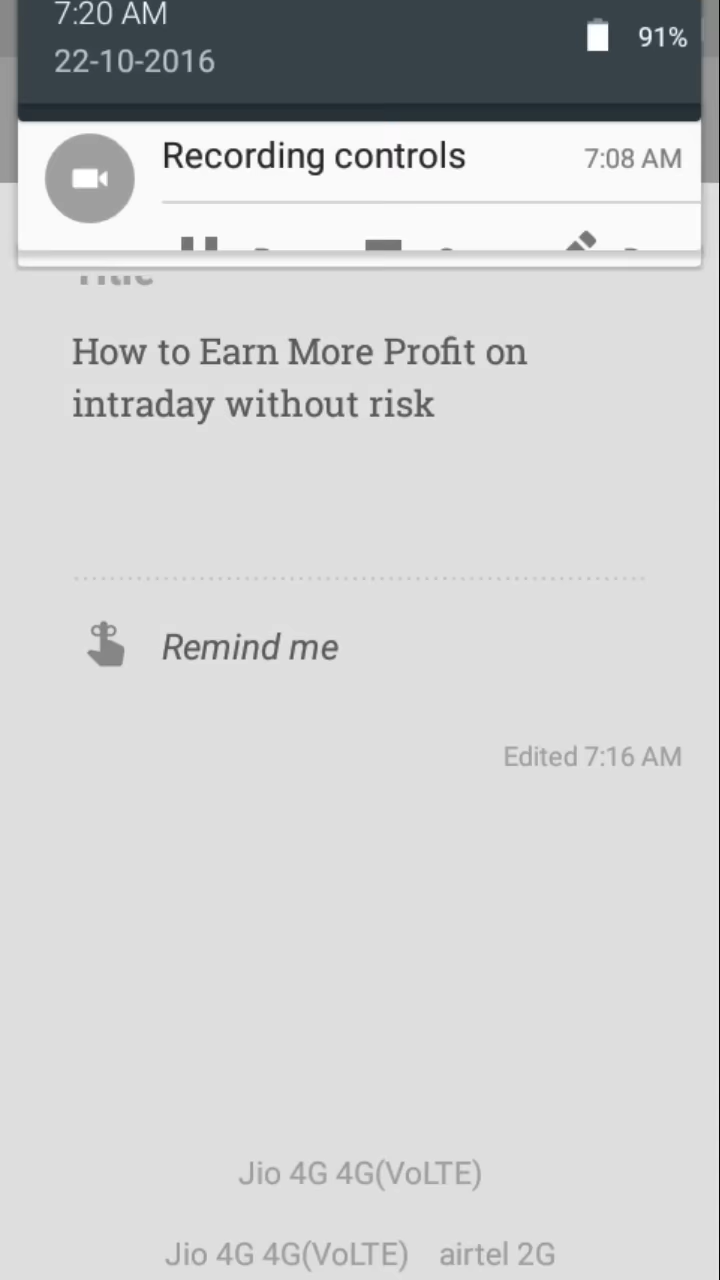 7:20 AM
91%
22-10-2016
Recording controls 7:08 AM
Title
How to Earn More Profit on
intraday without risk
Remind me
Edited 7:16 AM
Jio 4G 4G(VoLTE)
Jio 4G 4G(VoLTE) airtel 2G